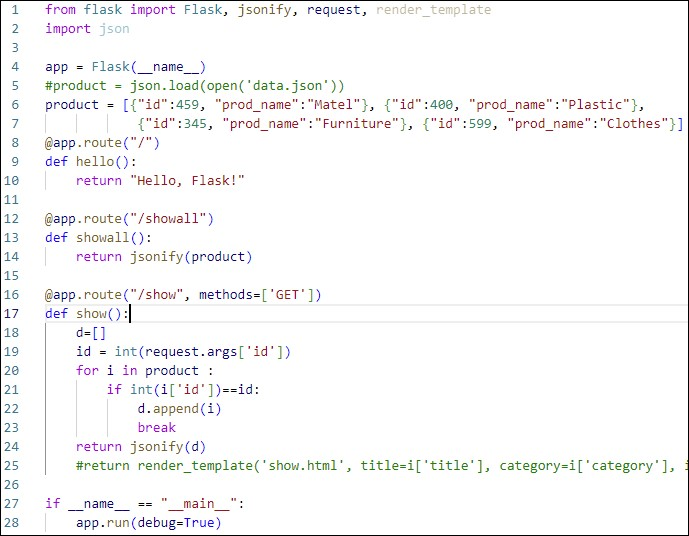 1 from flask import Flask, jsonify, request, render_template
2 import json
3
4 app = Flask(__name__)
5 #product = json.load(open('data.json'))
6 product = [{"id":459, "prod_name":"Matel"}, {"id":400, "prod_name":"Plastic"},
7 {"id":345, "prod_name":"Furniture"}, {"id":599, "prod_name":"Clothes"}]
8 @app.route("/")
9 def hello():
10 return "Hello, Flask!"
11
12 @app.route("/showall")
13 def showall():
14 return jsonify(product)
15
16 @app.route("/show", methods=['GET'])
17 def show():
18 d=[]
19 id = int(request.args['id'])
20 for i in product :
21 if int(i['id'])==id:
22 d.append(i)
23 break
24 return jsonify(d)
25 #return render_template('show.html', title=i['title'], category=i['category'], i
26
27 if __name__ == "__main__":
28 app.run(debug=True)